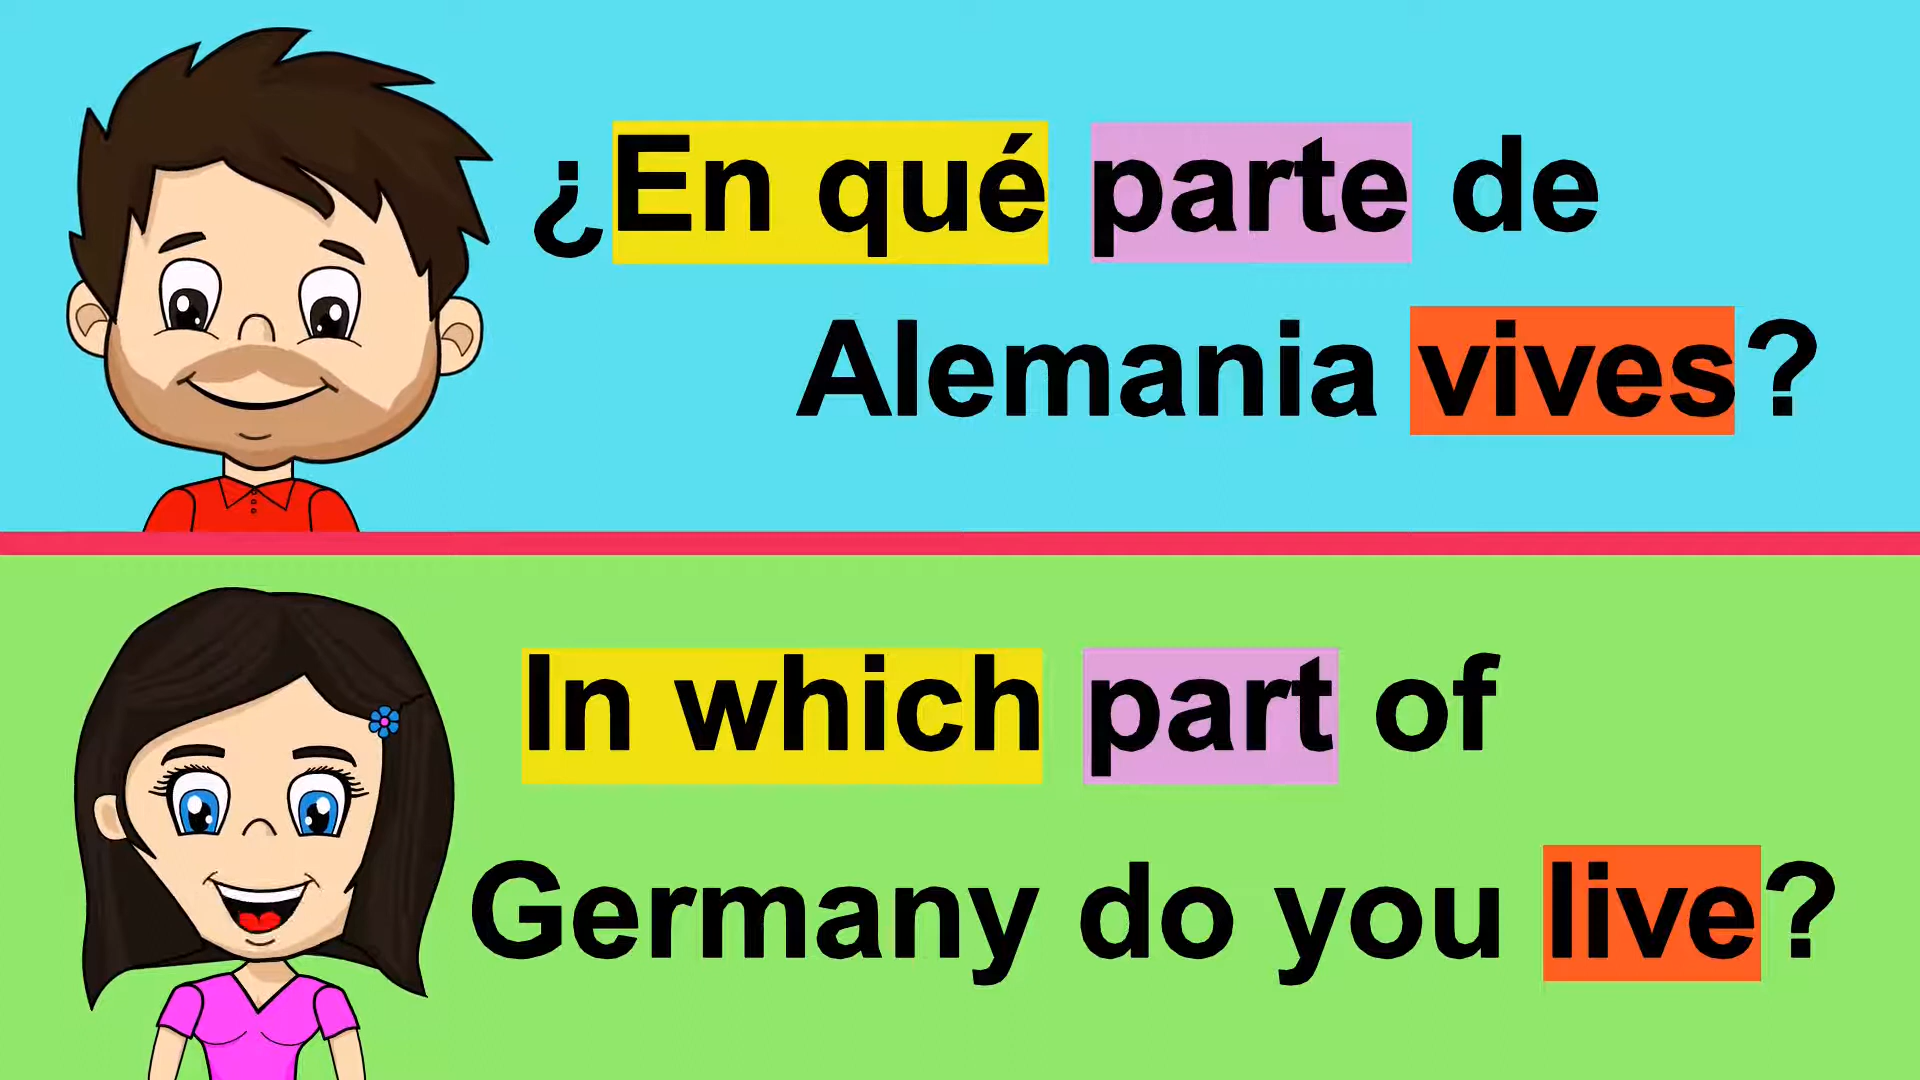 ¿En qué parte de
Alemania vives?
In which part of
Germany do you live?